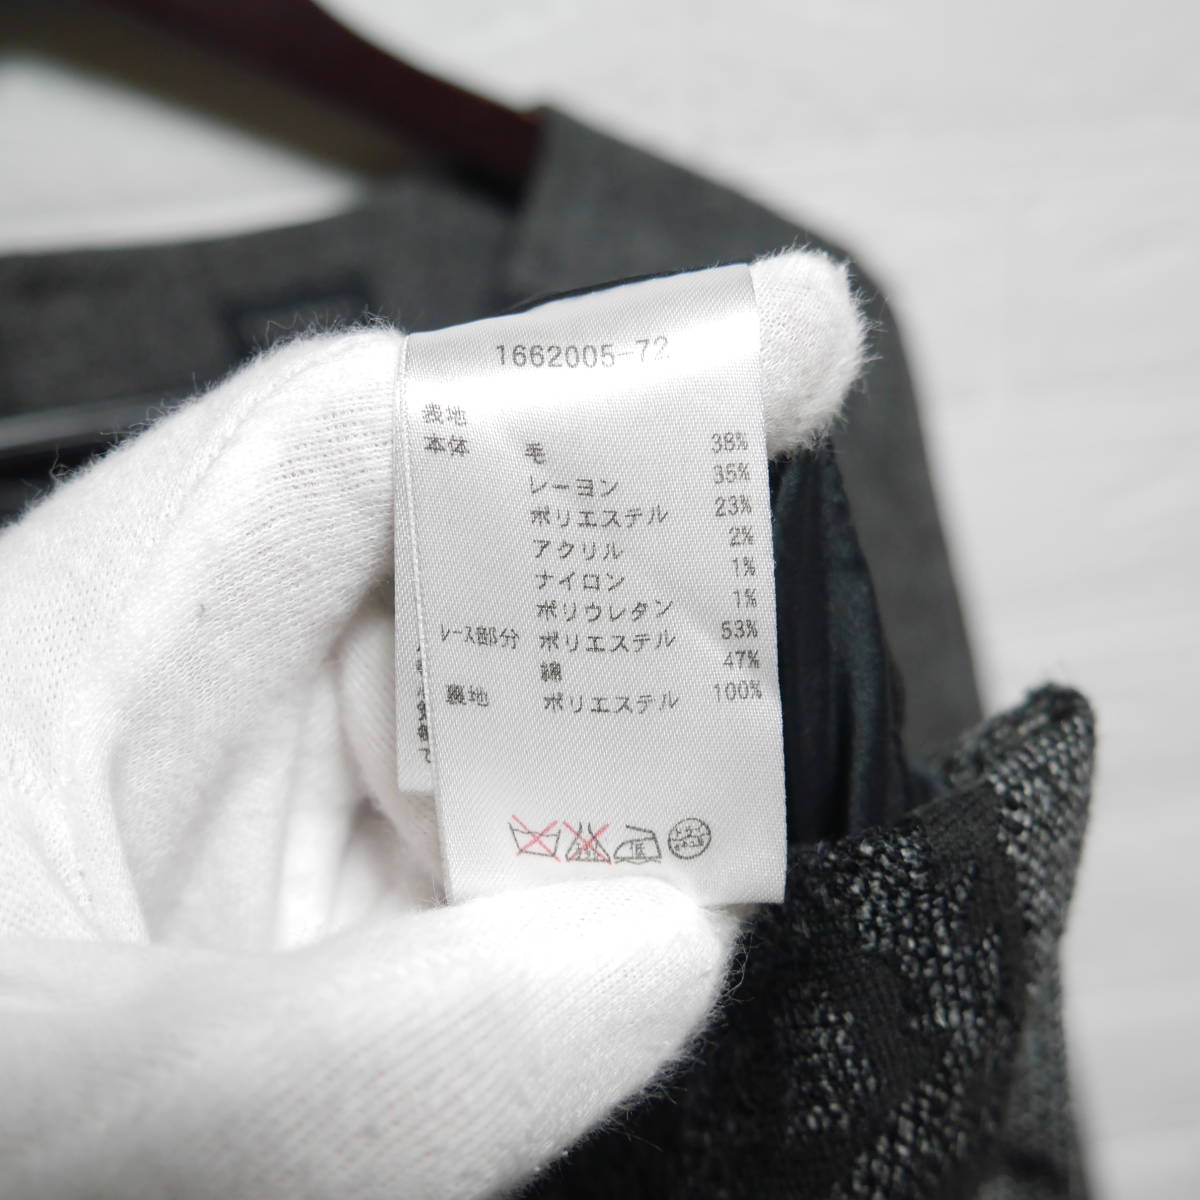 1662005-72
表地
本体 毛 38%
レーヨン 35%
ポリエステル 23%
アクリル 2%
ナイロン 1%
ポリウレタン 1%
レース部分 ポリエステル 53%
綿 47%
裏地 ポリエステル 100%
低